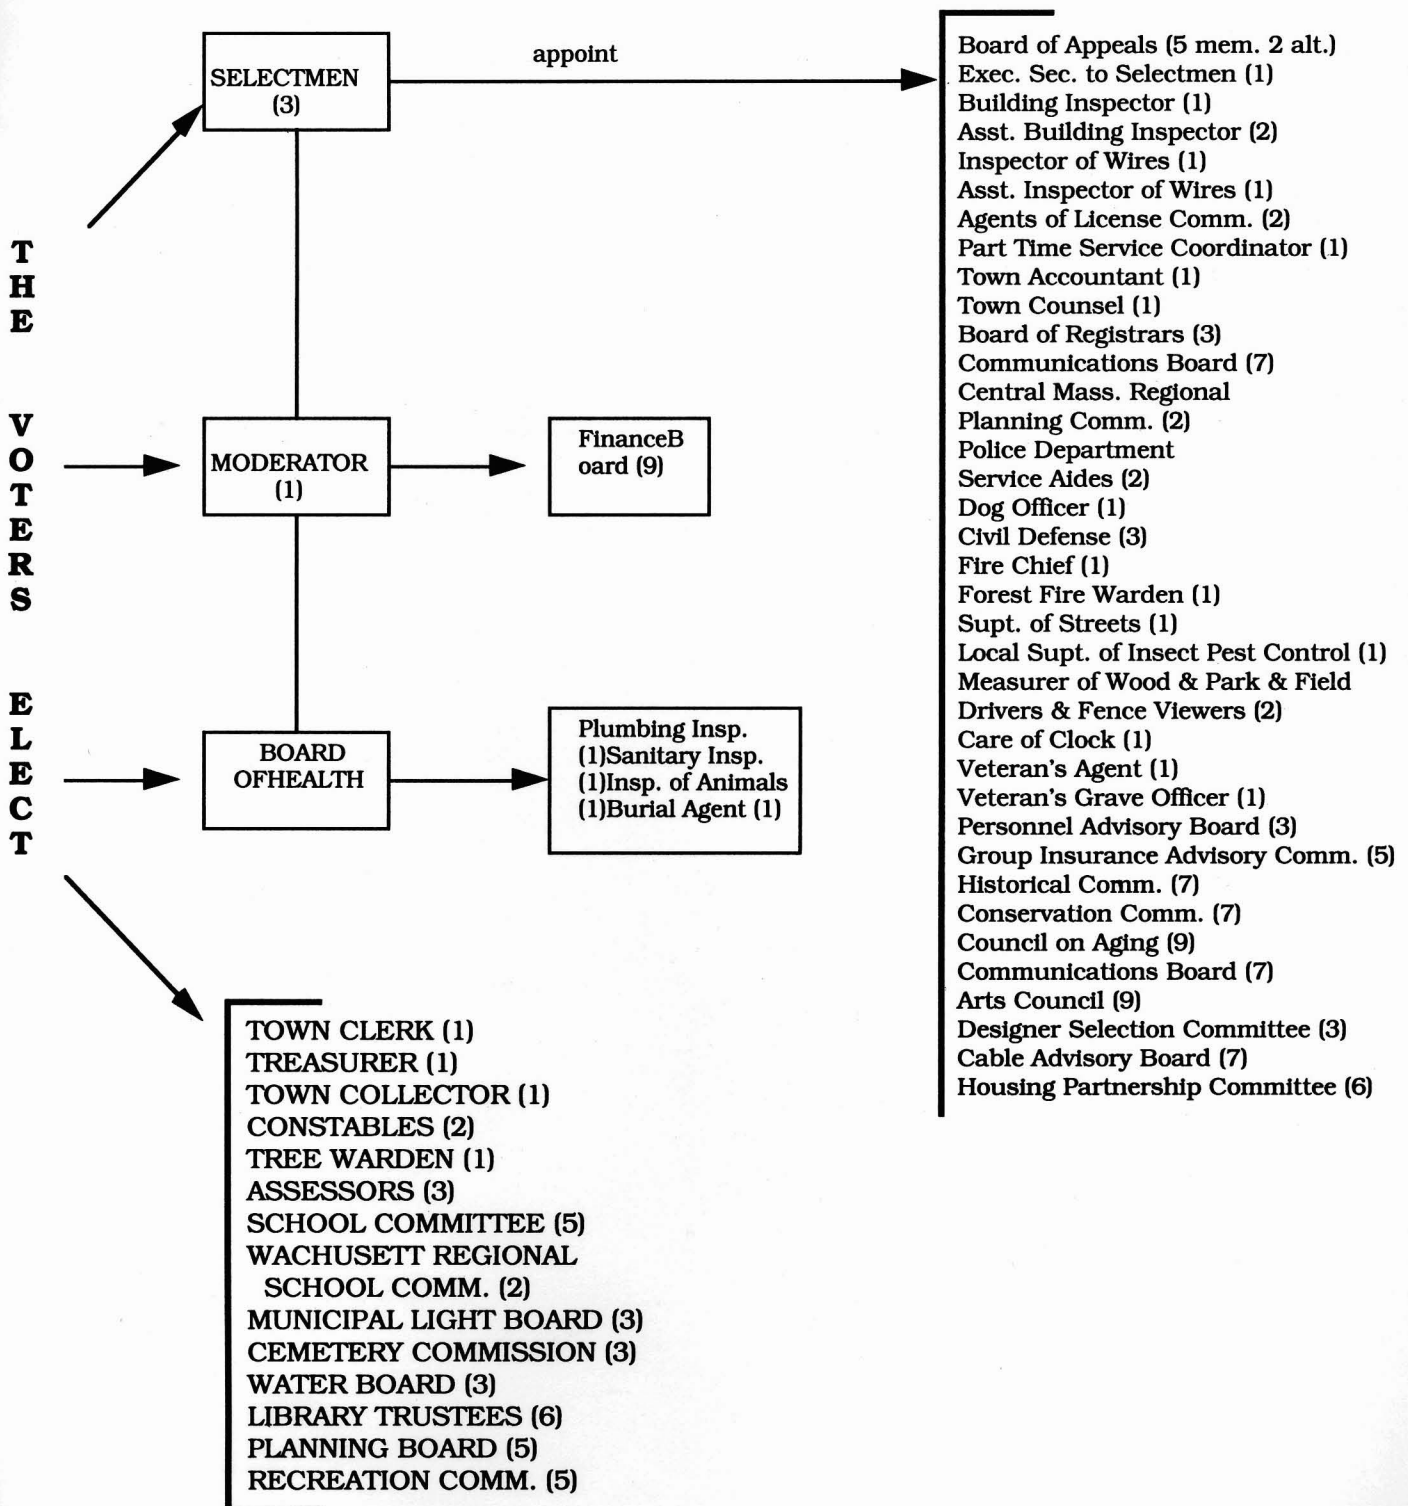 THE VOTERS ELECT
SELECTMEN
(3)
appoint
MODERATOR
(1)
FinanceB
oard (9)
BOARD
OFHEALTH
Plumbing Insp.
(1)Sanitary Insp.
(1)Insp. of Animals
(1)Burial Agent (1)
TOWN CLERK (1)
TREASURER (1)
TOWN COLLECTOR (1)
CONSTABLES (2)
TREE WARDEN (1)
ASSESSORS (3)
SCHOOL COMMITTEE (5)
WACHUSETT REGIONAL
SCHOOL COMM. (2)
MUNICIPAL LIGHT BOARD (3)
CEMETERY COMMISSION (3)
WATER BOARD (3)
LIBRARY TRUSTEES (6)
PLANNING BOARD (5)
RECREATION COMM. (5)
Board of Appeals (5 mem. 2 alt.)
Exec. Sec. to Selectmen (1)
Building Inspector (1)
Asst. Building Inspector (2)
Inspector of Wires (1)
Asst. Inspector of Wires (1)
Agents of License Comm. (2)
Part Time Service Coordinator (1)
Town Accountant (1)
Town Counsel (1)
Board of Registrars (3)
Communications Board (7)
Central Mass. Regional
Planning Comm. (2)
Police Department
Service Aides (2)
Dog Officer (1)
Civil Defense (3)
Fire Chief (1)
Forest Fire Warden (1)
Supt. of Streets (1)
Local Supt. of Insect Pest Control (1)
Measurer of Wood & Park & Field
Drivers & Fence Viewers (2)
Care of Clock (1)
Veteran's Agent (1)
Veteran's Grave Officer (1)
Personnel Advisory Board (3)
Group Insurance Advisory Comm. (5)
Historical Comm. (7)
Conservation Comm. (7)
Council on Aging (9)
Communications Board (7)
Arts Council (9)
Designer Selection Committee (3)
Cable Advisory Board (7)
Housing Partnership Committee (6)